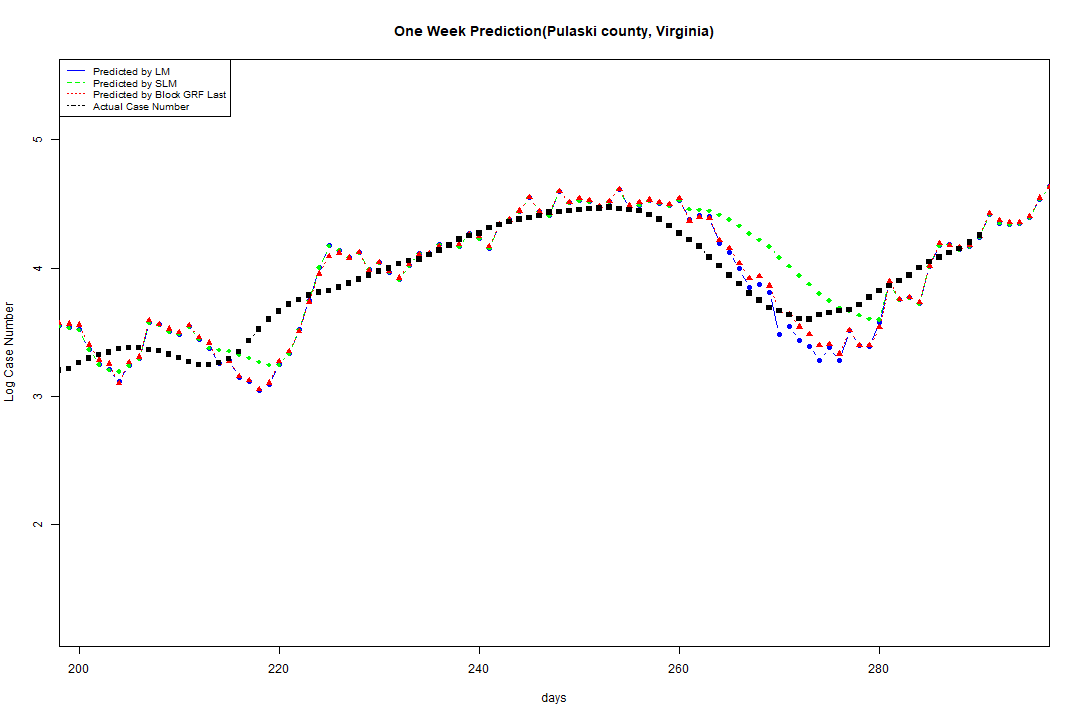 One Week Prediction(Pulaski county, Virginia)
Predicted by LM
Predicted by SLM
Predicted by Block GRF Last
Actual Case Number
5
4
3
2
Log Case Number
200 220 240 260 280
days